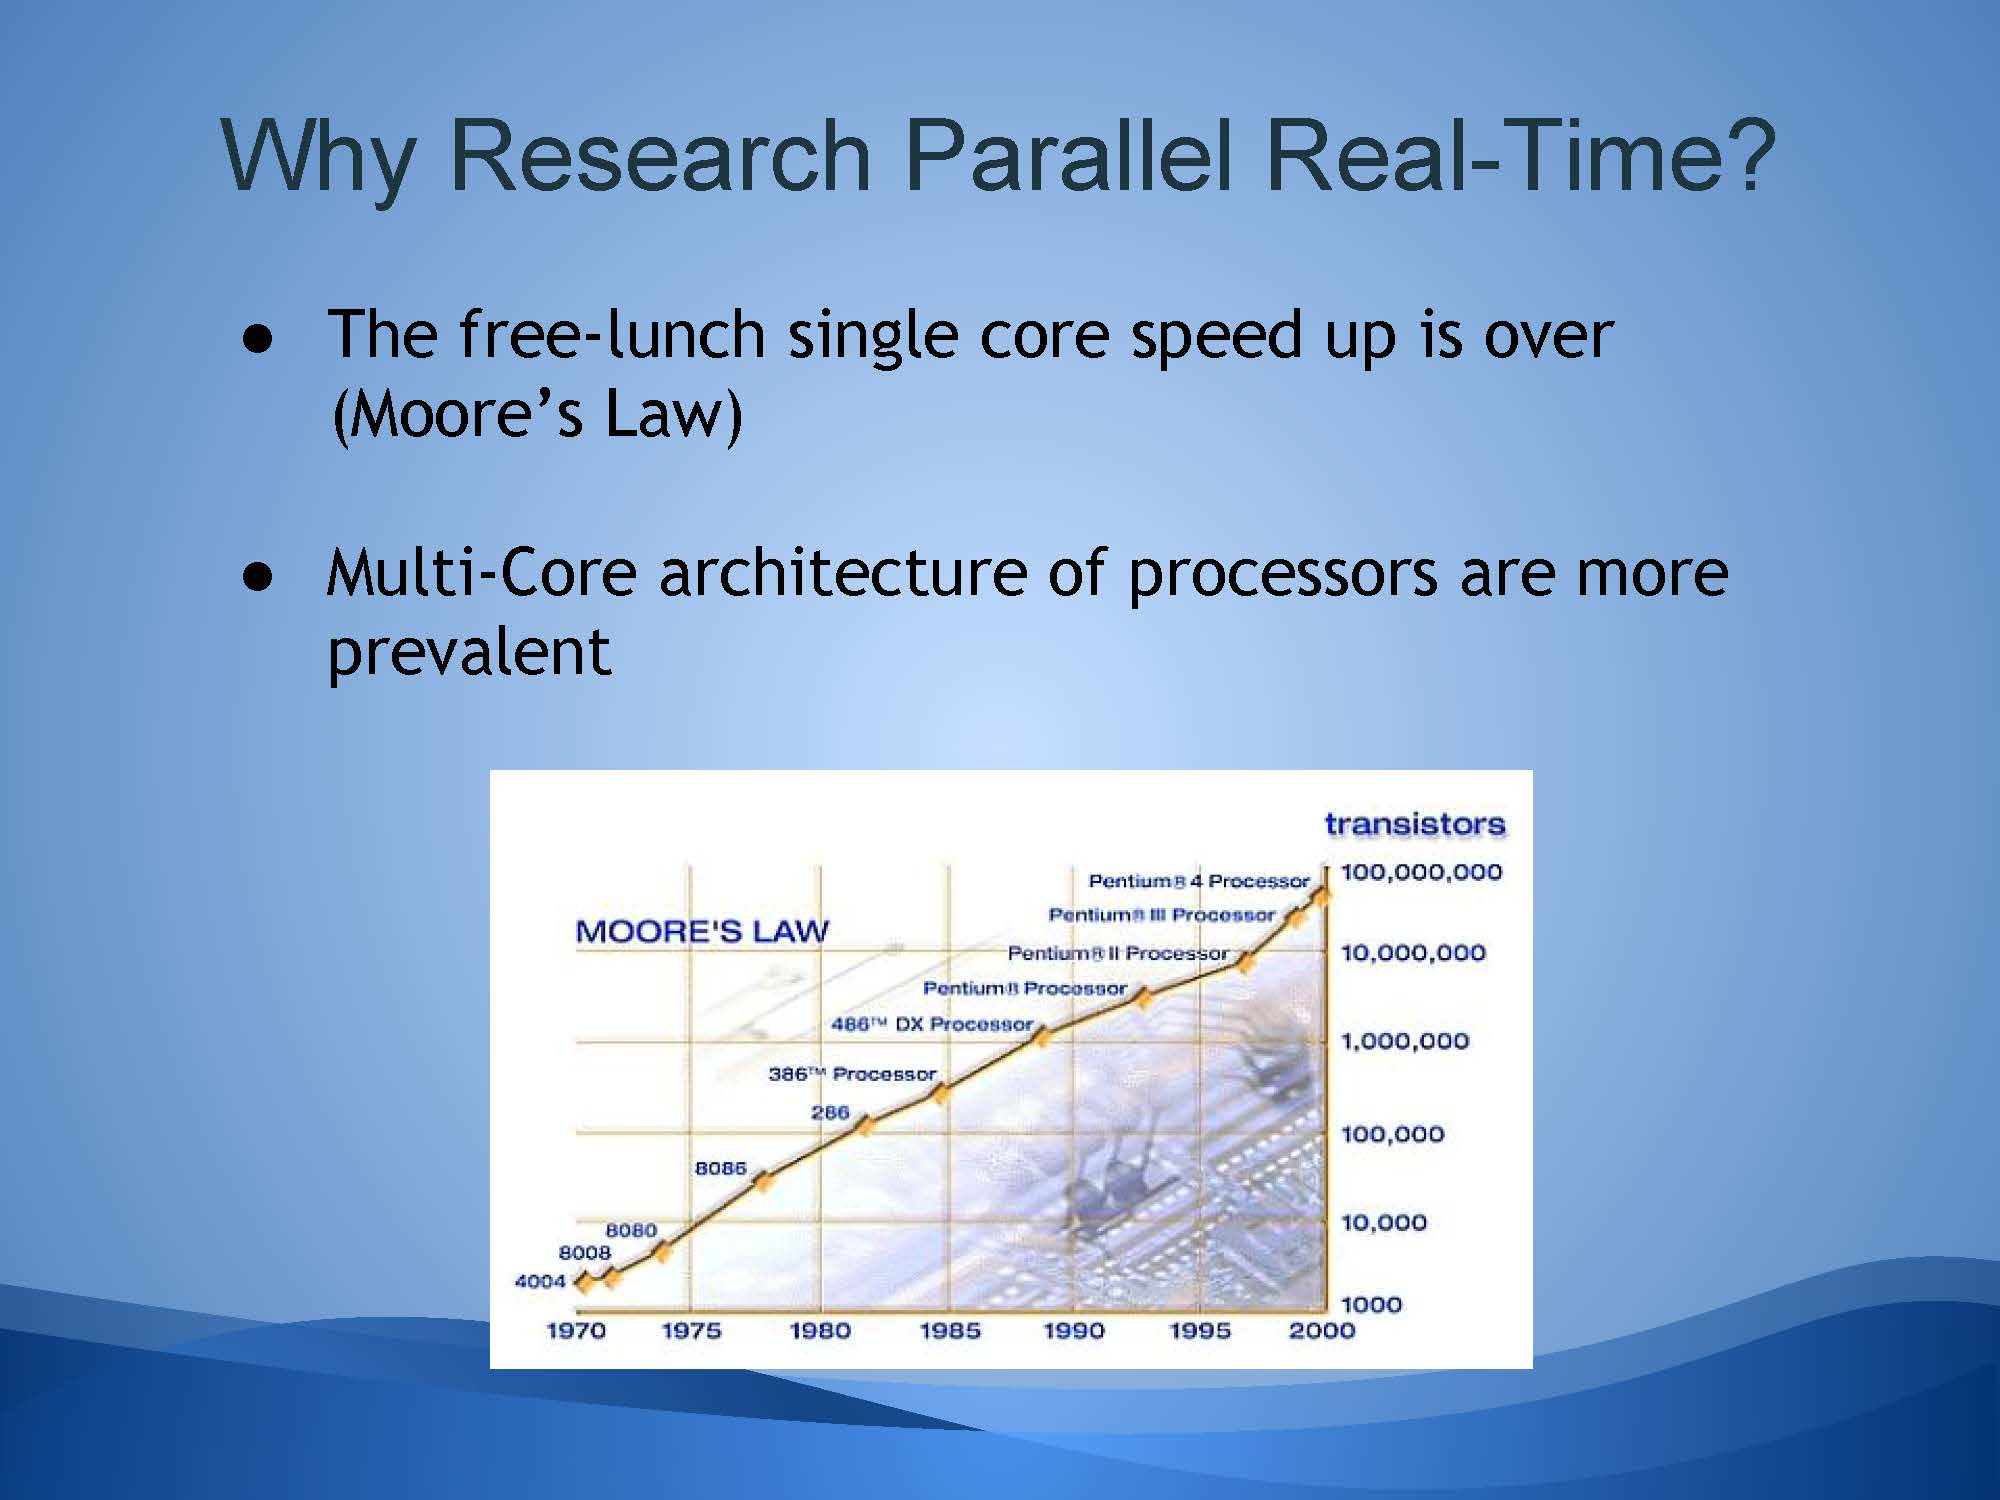 Why Research Parallel Real-Time?
● The free-lunch single core speed up is over
(Moore’s Law)
● Multi-Core architecture of processors are more
prevalent
transistors
100,000,000
Pentium® 4 Processor
Pentium® III Processor
MOORE'S LAW
Pentium® II Processor
10,000,000
Pentium® Processor
486™ DX Processor
1,000,000
386™ Processor
286
100,000
8086
8080
10,000
8008
4004
1000
1970 1975 1980 1985 1990 1995 2000